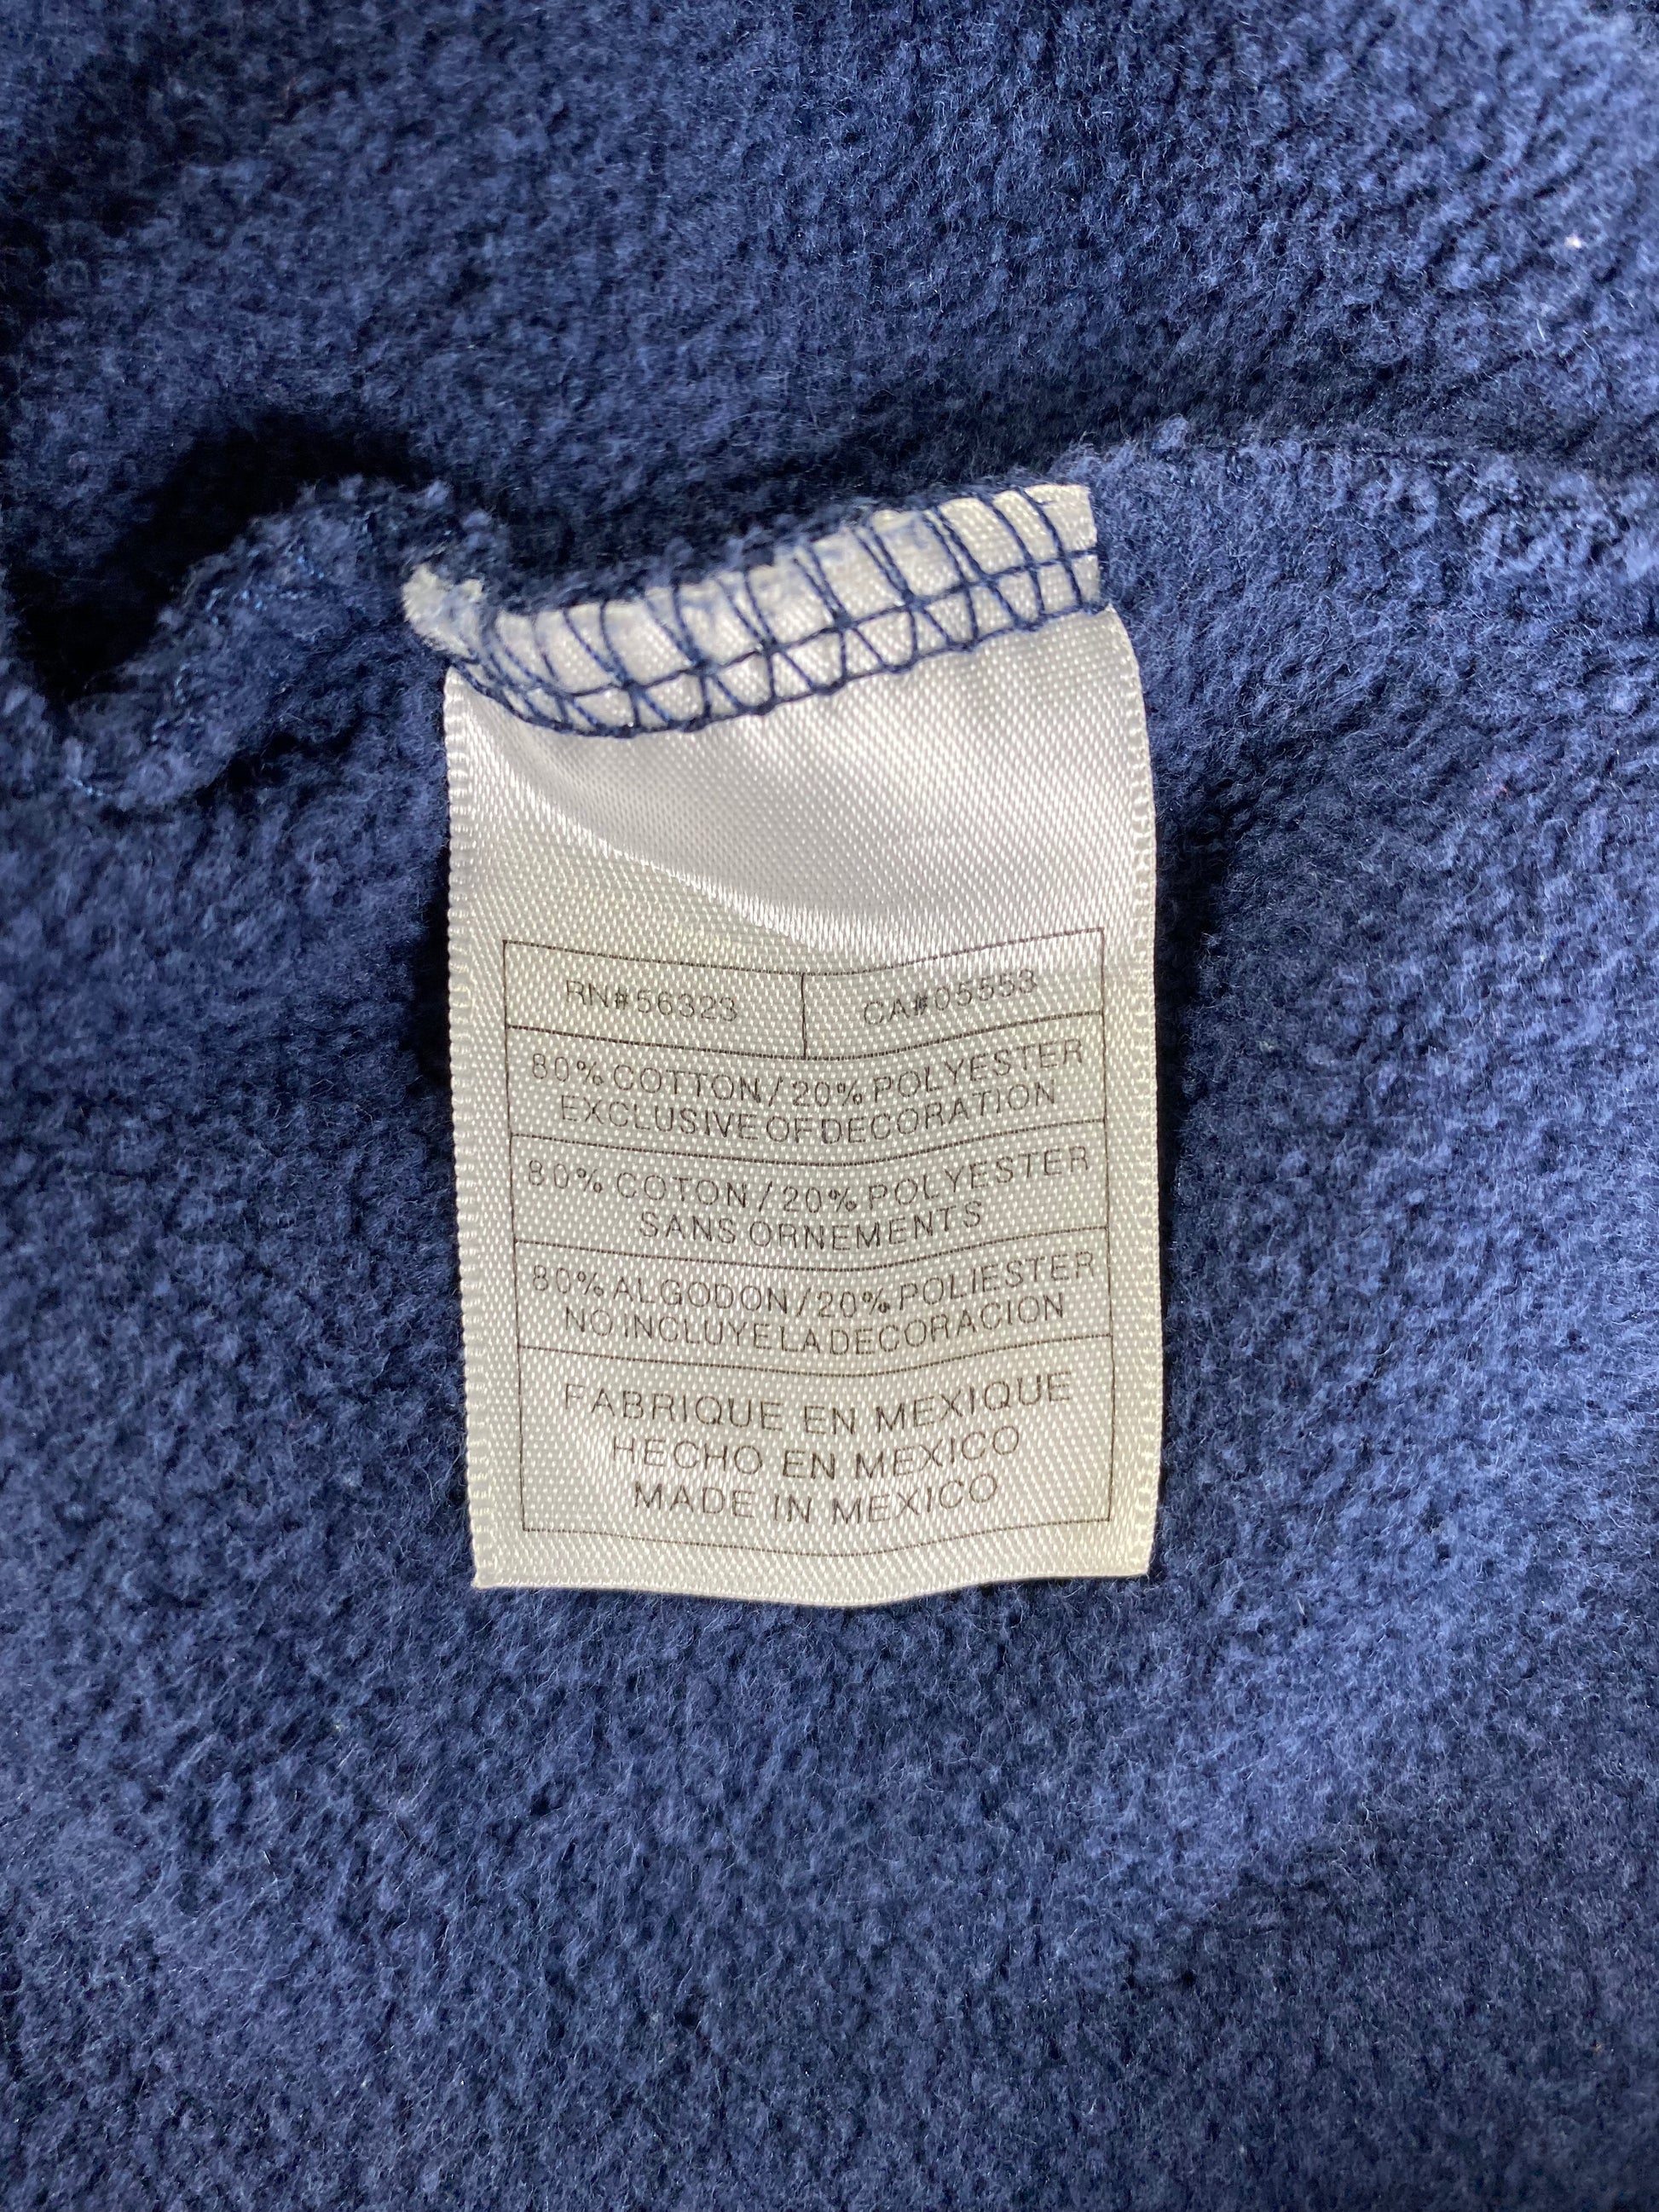 RN#56323 CA#05553
80% COTTON/20% POLYESTER
EXCLUSIVE OF DECORATION
80% COTON/20% POLYESTER
SANS ORNEMENTS
80% ALGODON/20% POLIESTER
NO INCLUYE LA DECORACION
FABRIQUE EN MEXIQUE
HECHO EN MEXICO
MADE IN MEXICO